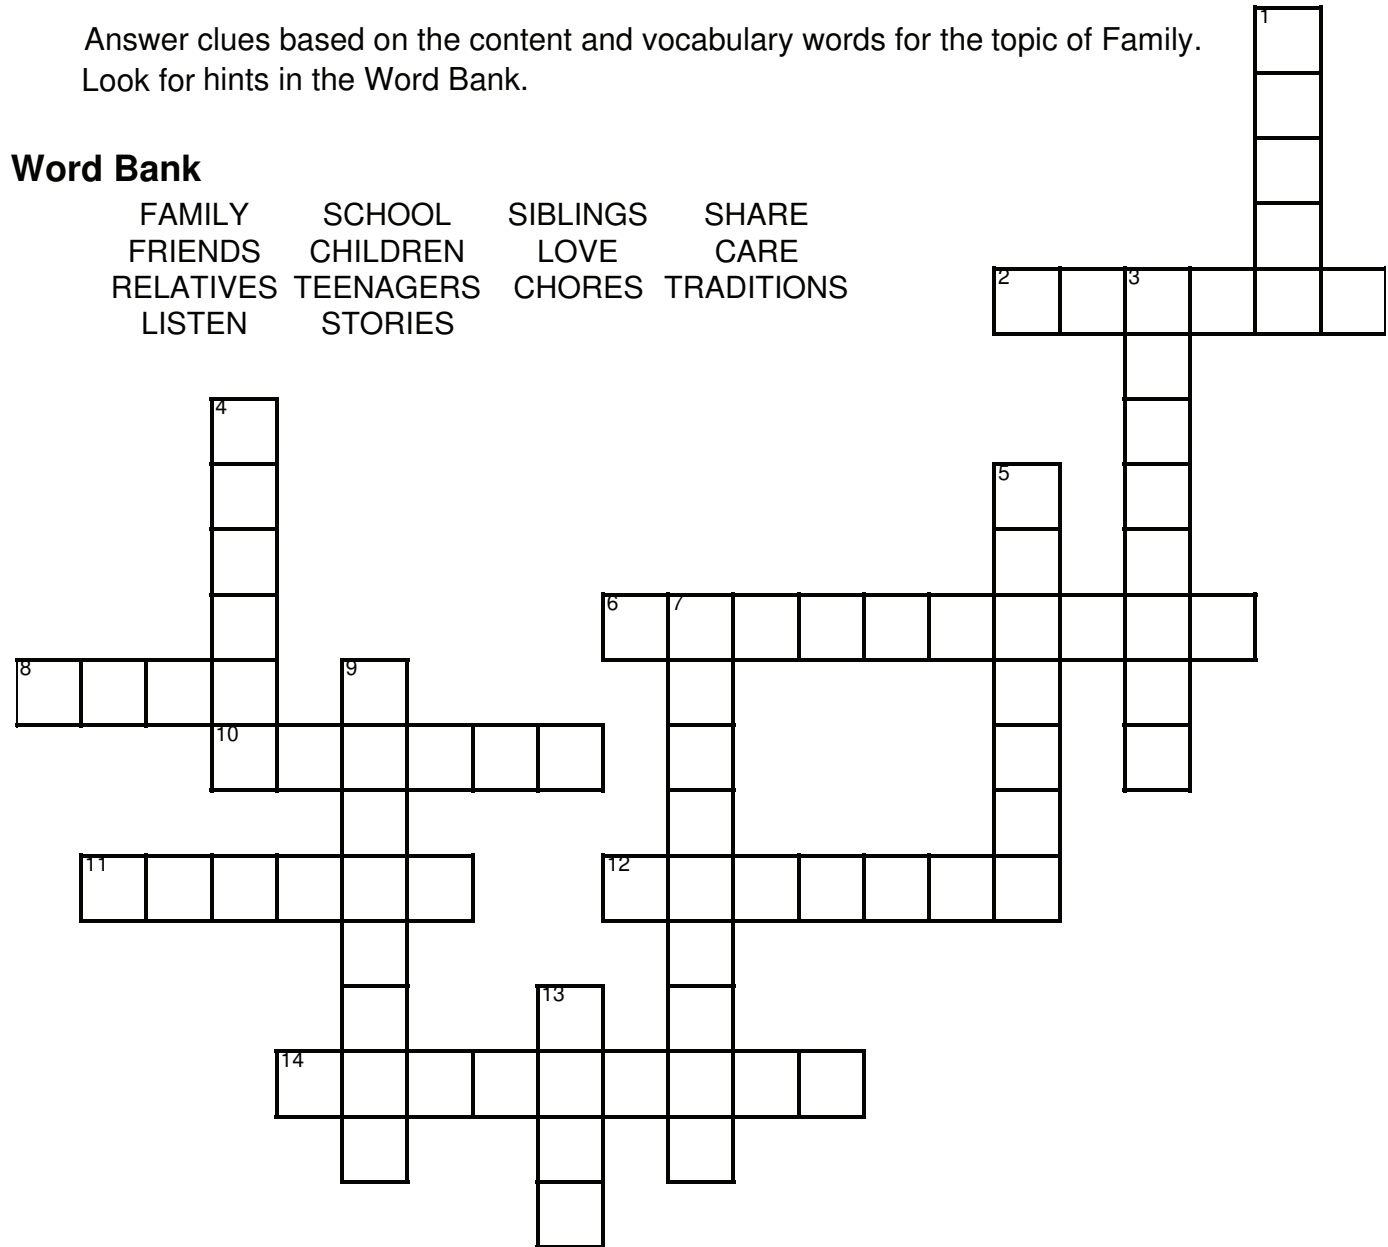 1
Answer clues based on the content and vocabulary words for the topic of Family.
Look for hints in the Word Bank.
Word Bank
FAMILY SCHOOL SIBLINGS SHARE
FRIENDS CHILDREN LOVE CARE
RELATIVES TEENAGERS CHORES TRADITIONS
LISTEN STORIES
2 3
4
5
6 7
8 9
10
11 12
13
14